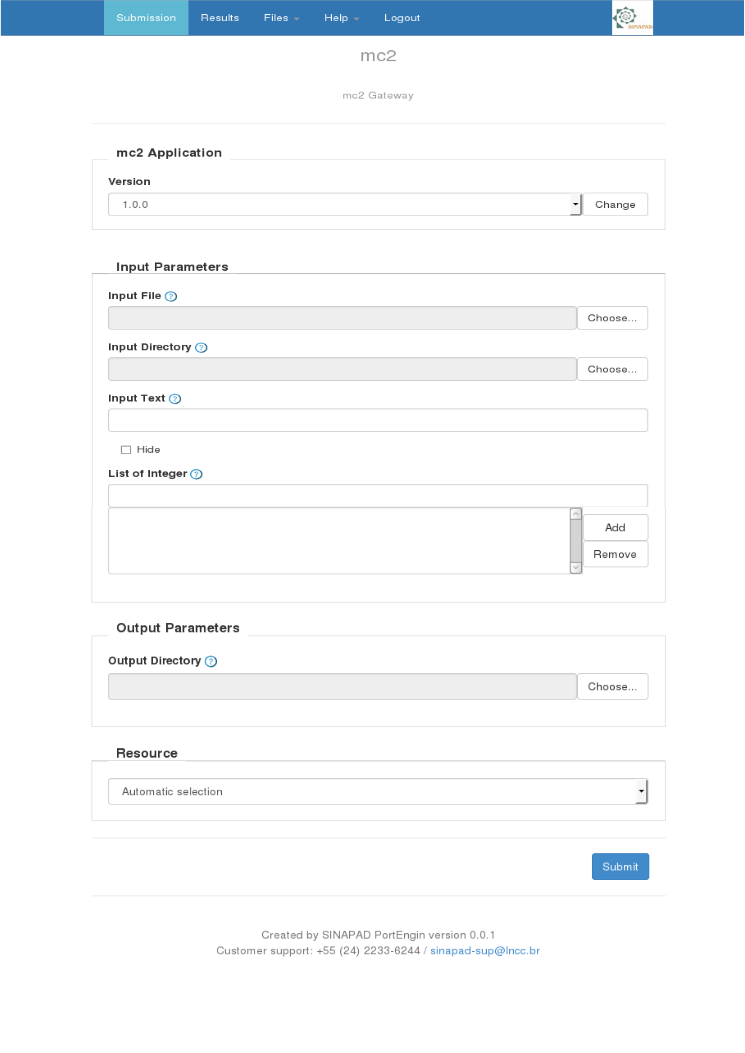 Submission Results Files Help Logout
SINAPAD
mc2
mc2 Gateway
mc2 Application
Version
1.0.0 Change
Input Parameters
Input File ?
Choose...
Input Directory ?
Choose...
Input Text ?
Hide
List of Integer ?
Add
Remove
Output Parameters
Output Directory ?
Choose...
Resource
Automatic selection
Submit
Created by SINAPAD PortEngin version 0.0.1
Customer support: +55 (24) 2233-6244 / sinapad-sup@lncc.br